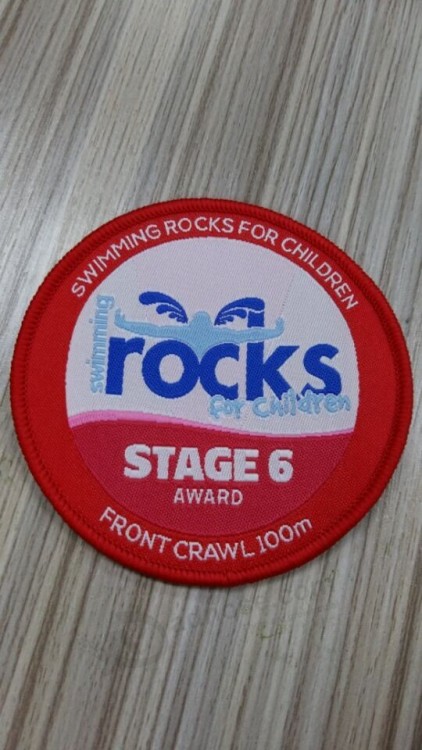 SWIMMING ROCKS FOR CHILDREN
swimming
rocks
for children
STAGE 6
AWARD
FRONT CRAWL 100m